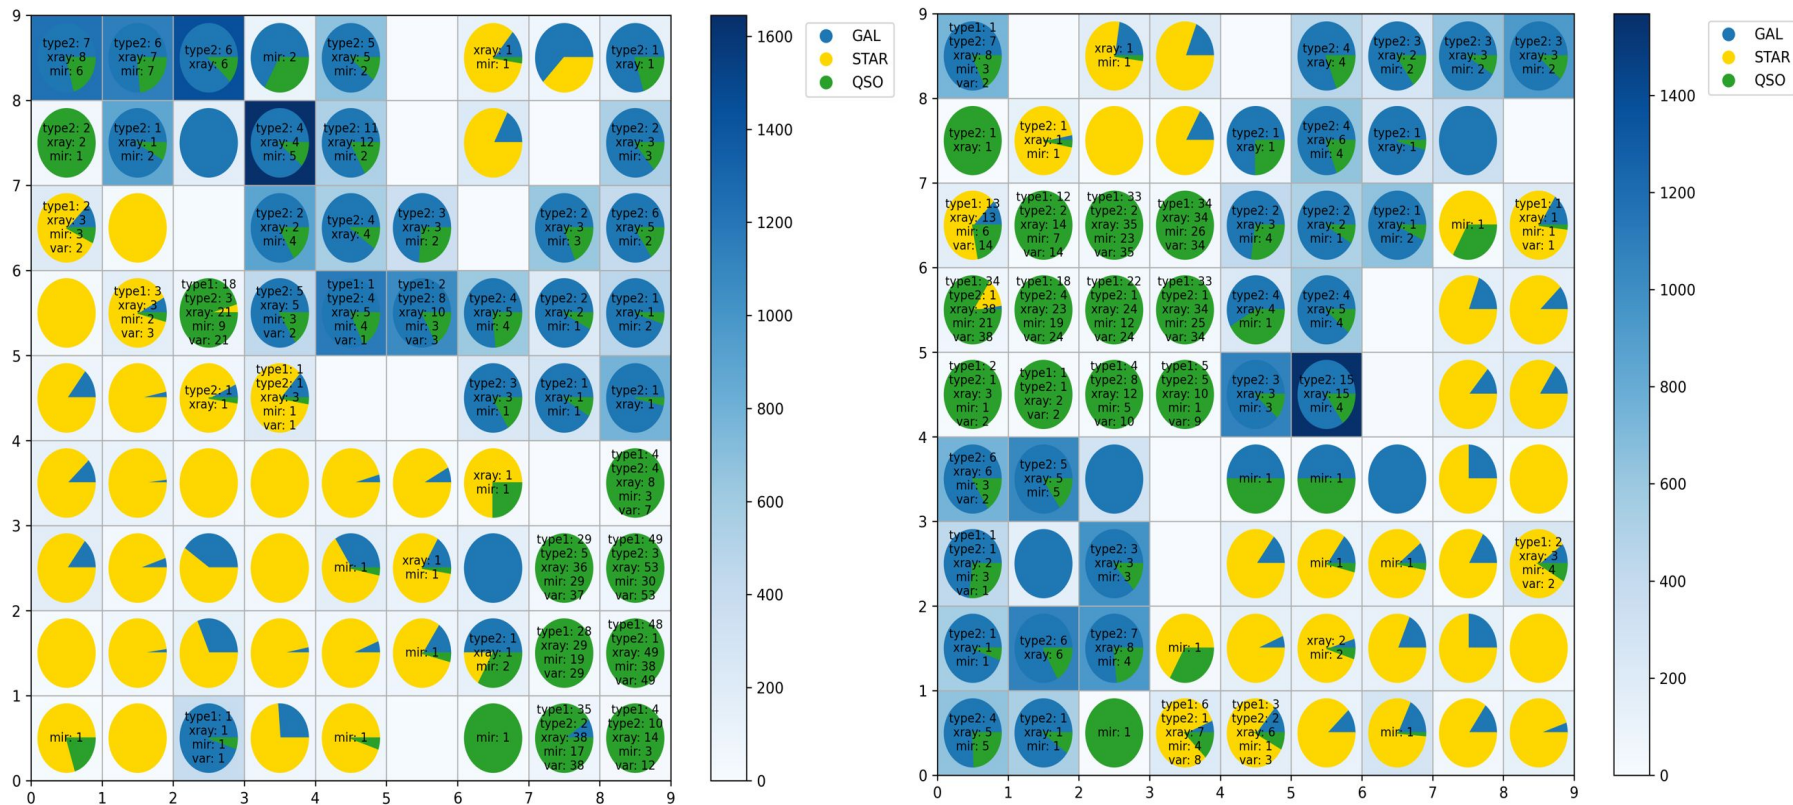 9
type2: 7
xray: 8
mir: 6
type2: 6
xray: 7
mir: 7
type2: 6
xray: 6
mir: 2
type2: 5
xray: 5
mir: 2
xray: 1
mir: 1
type2: 1
xray: 1
8
type2: 2
xray: 2
mir: 1
type2: 1
xray: 1
mir: 2
type2: 4
xray: 4
mir: 5
type2: 11
xray: 12
mir: 2
type2: 2
xray: 3
mir: 3
7
type1: 2
xray: 3
mir: 3
var: 2
type2: 2
xray: 2
mir: 4
type2: 4
xray: 4
type2: 3
xray: 3
mir: 2
type2: 2
xray: 3
mir: 3
type2: 6
xray: 5
mir: 2
6
type1: 3
xray: 3
mir: 2
var: 3
type1: 18
type2: 3
xray: 21
mir: 9
var: 21
type2: 5
xray: 5
mir: 3
var: 2
type1: 1
type2: 4
xray: 5
mir: 4
var: 1
type1: 2
type2: 8
xray: 10
mir: 3
var: 3
type2: 4
xray: 5
mir: 4
type2: 2
xray: 2
mir: 1
type2: 1
xray: 1
mir: 2
5
type2: 1
xray: 1
type1: 1
type2: 1
xray: 3
mir: 1
var: 1
type2: 3
xray: 3
mir: 1
type2: 1
xray: 1
mir: 1
type2: 1
xray: 1
4
xray: 1
mir: 1
type1: 4
type2: 4
xray: 8
mir: 3
var: 7
3
mir: 1
xray: 1
mir: 1
type1: 29
type2: 5
xray: 36
mir: 29
var: 37
type1: 49
type2: 3
xray: 53
mir: 30
var: 53
2
mir: 1
type2: 1
xray: 1
mir: 2
type1: 28
xray: 29
mir: 19
var: 29
type1: 48
type2: 1
xray: 49
mir: 38
var: 49
1
mir: 1
type1: 1
xray: 1
mir: 1
var: 1
mir: 1
mir: 1
type1: 35
type2: 2
xray: 38
mir: 17
var: 38
type1: 4
type2: 10
xray: 14
mir: 3
var: 12
0
0 1 2 3 4 5 6 7 8 9
1600
1400
1200
1000
800
600
400
200
0
GAL
STAR
QSO
9
type1: 1
type2: 7
xray: 8
mir: 3
var: 2
xray: 1
mir: 1
type2: 4
xray: 4
type2: 3
xray: 2
mir: 2
type2: 3
xray: 3
mir: 2
type2: 3
xray: 3
mir: 2
8
type2: 1
xray: 1
type2: 1
xray: 1
mir: 1
type2: 1
xray: 1
type2: 4
xray: 6
mir: 4
type2: 1
xray: 1
7
type1: 13
xray: 13
mir: 6
var: 14
type1: 12
type2: 2
xray: 14
mir: 7
var: 14
type1: 33
type2: 2
xray: 35
mir: 23
var: 35
type1: 34
xray: 34
mir: 26
var: 34
type2: 2
xray: 3
mir: 4
type2: 2
xray: 2
mir: 1
type2: 1
xray: 1
mir: 2
mir: 1
type1: 1
xray: 1
mir: 1
var: 1
6
type1: 34
type2: 1
xray: 38
mir: 21
var: 38
type1: 18
type2: 4
xray: 23
mir: 19
var: 24
type1: 22
type2: 1
xray: 24
mir: 12
var: 24
type1: 33
type2: 1
xray: 34
mir: 25
var: 34
type2: 4
xray: 4
mir: 1
type2: 4
xray: 5
mir: 4
5
type1: 2
type2: 1
xray: 3
mir: 1
var: 2
type1: 1
type2: 1
xray: 2
var: 2
type1: 4
type2: 8
xray: 12
mir: 5
var: 10
type1: 5
type2: 5
xray: 10
mir: 1
var: 9
type2: 3
xray: 3
mir: 3
type2: 15
xray: 15
mir: 4
4
type2: 6
xray: 6
mir: 3
var: 2
type2: 5
xray: 5
mir: 5
mir: 1
mir: 1
3
type1: 1
type2: 1
xray: 2
mir: 3
var: 1
type2: 3
xray: 3
mir: 3
mir: 1
mir: 1
type1: 2
xray: 3
mir: 4
var: 2
2
type2: 1
xray: 1
mir: 1
type2: 6
xray: 6
type2: 7
xray: 8
mir: 4
mir: 1
xray: 2
mir: 2
1
type2: 4
xray: 5
mir: 5
type2: 1
xray: 1
mir: 1
mir: 1
type1: 6
type2: 1
xray: 7
mir: 4
var: 8
type1: 3
type2: 2
xray: 6
mir: 1
var: 3
mir: 1
0
0 1 2 3 4 5 6 7 8 9
1400
1200
1000
800
600
400
200
0
GAL
STAR
QSO